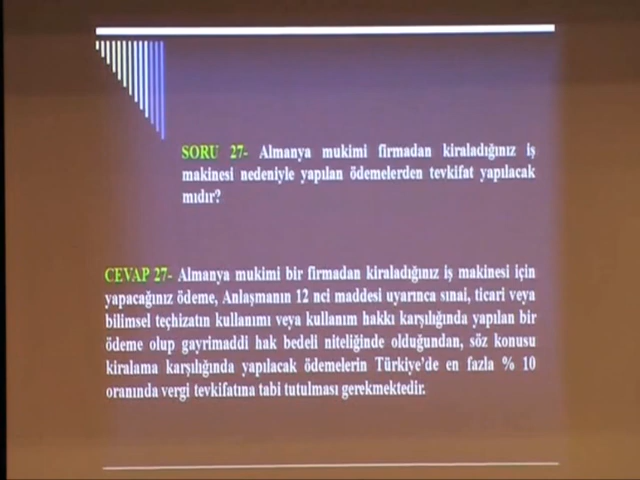 SORU 27- Almanya mukimi firmadan kiraladığınız iş
makinesi nedeniyle yapılan ödemelerden tevkifat yapılacak
mıdır?
CEVAP 27- Almanya mukimi bir firmadan kiraladığınız iş makinesi için
yapacağınız ödeme, Anlaşmanın 12 nci maddesi uyarınca sınai, ticari veya
bilimsel teçhizatın kullanımı veya kullanım hakkı karşılığında yapılan bir
ödeme olup gayrimaddi hak bedeli niteliğinde olduğundan, söz konusu
kiralama karşılığında yapılacak ödemelerin Türkiye’de en fazla % 10
oranında vergi tevkifatına tabi tutulması gerekmektedir.